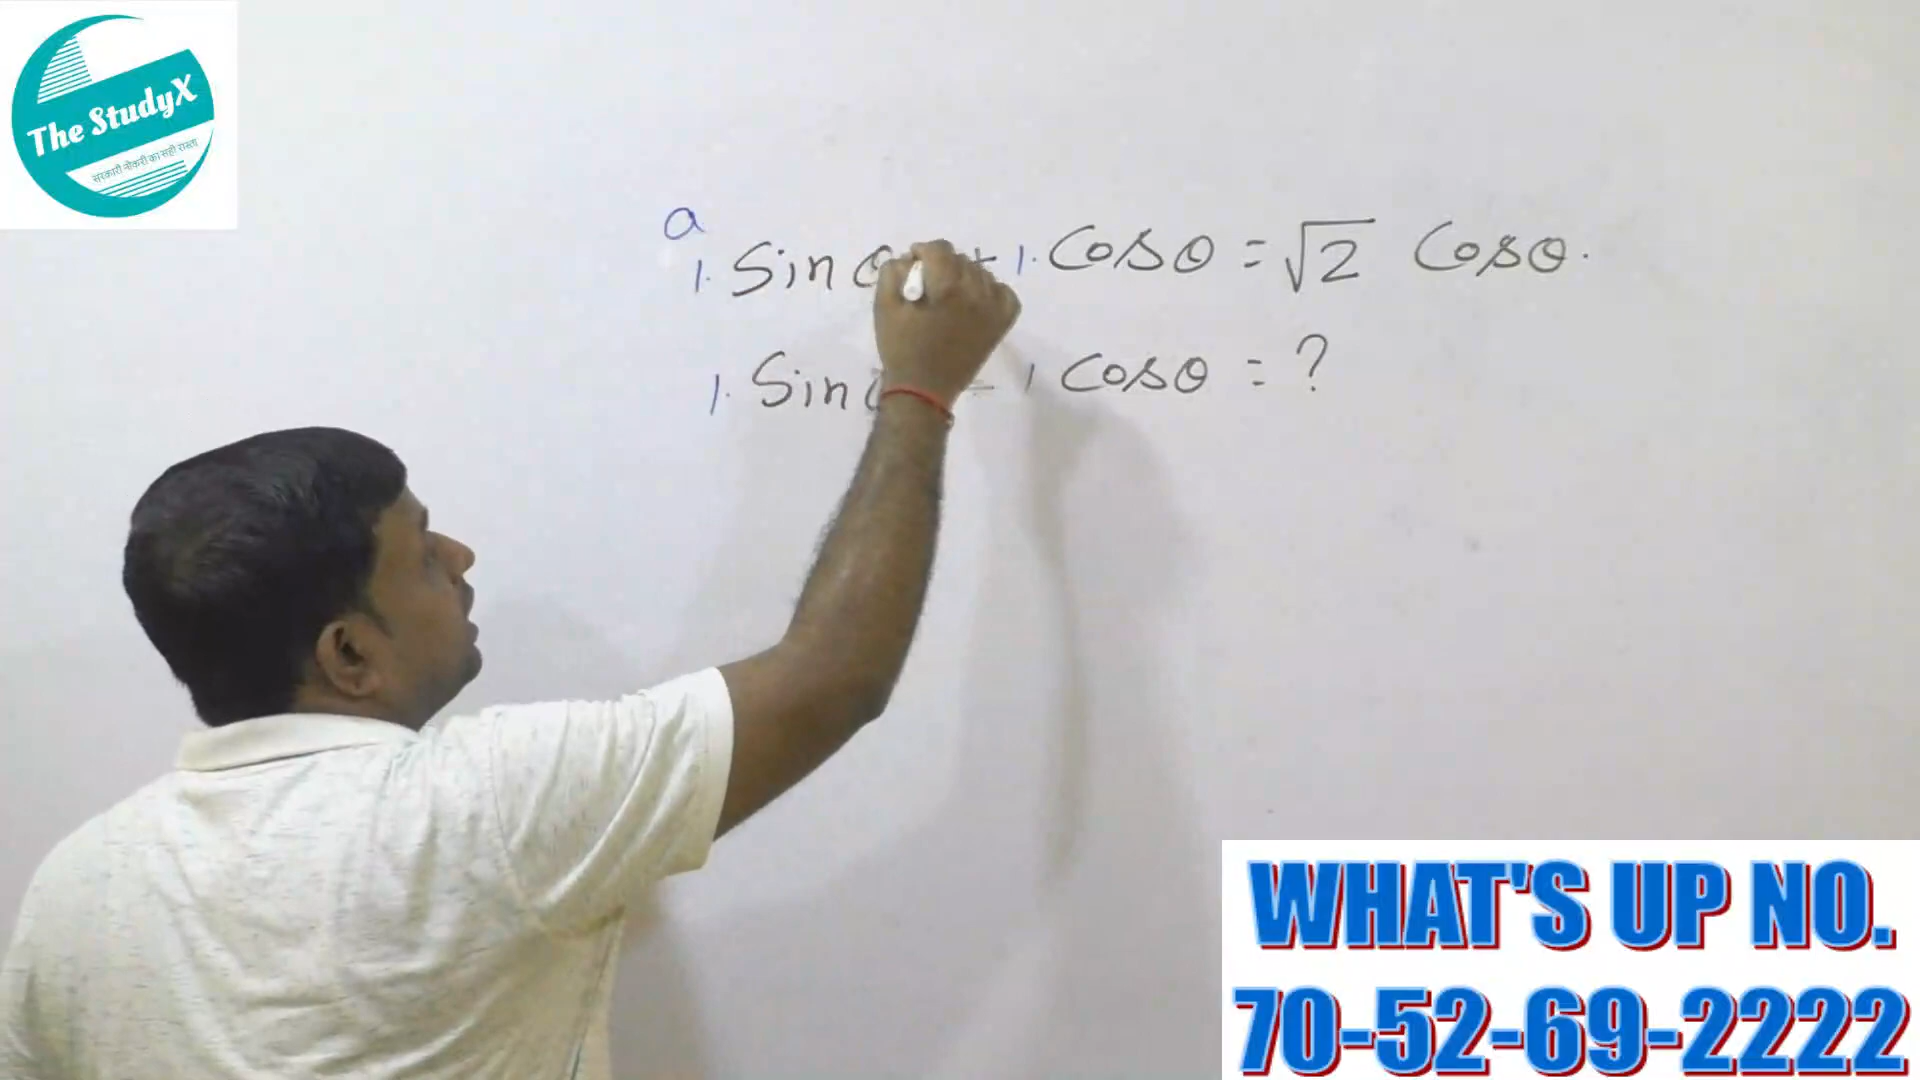 The StudyX
सरकारी नौकरी का सही रास्ता
a
1. Sinθ + 1. Cosθ = √2 Cosθ.
1. Sin - 1 Cosθ = ?
WHAT'S UP NO.
70-52-69-2222